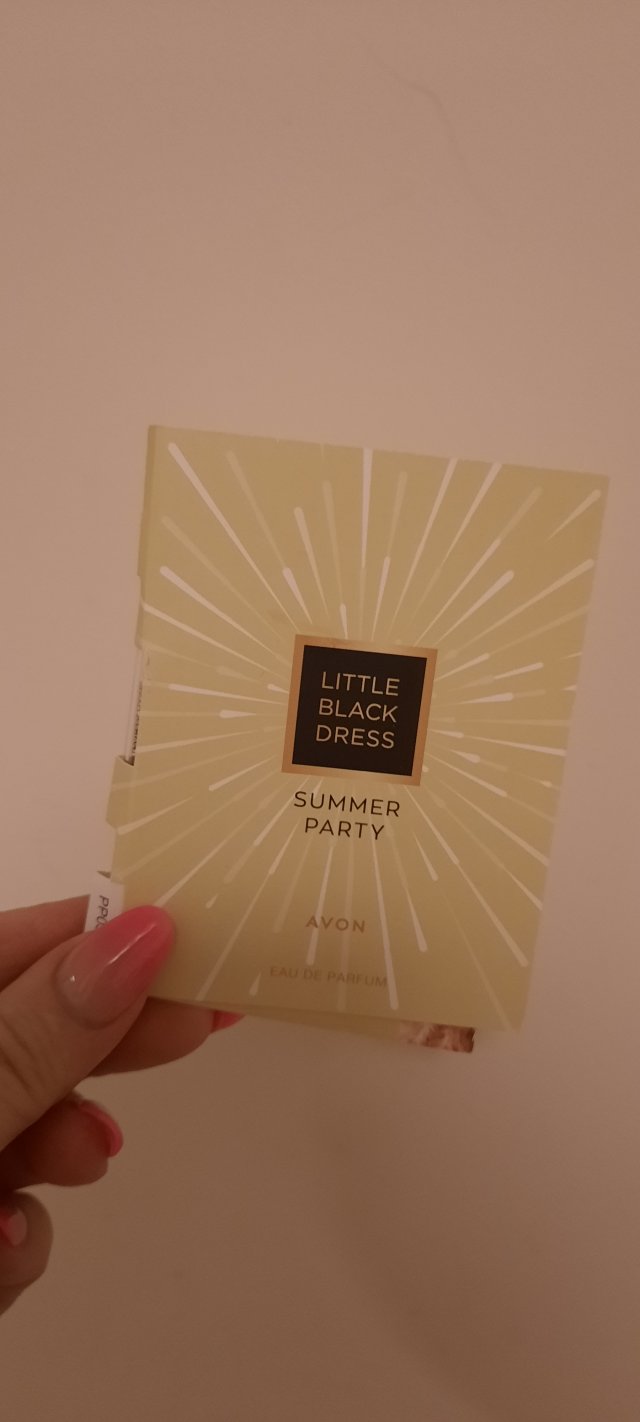 LITTLE
BLACK
DRESS
SUMMER
PARTY
AVON
EAU DE PARFUM